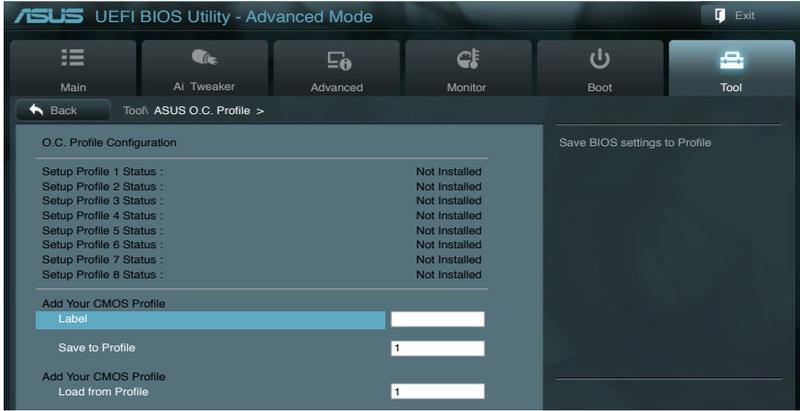 ASUS UEFI BIOS Utility - Advanced Mode
Exit
Main
Ai Tweaker
Advanced
Monitor
Boot
Tool
Back
Tool\ ASUS O.C. Profile >
O.C. Profile Configuration
Save BIOS settings to Profile
Setup Profile 1 Status : Not Installed
Setup Profile 2 Status : Not Installed
Setup Profile 3 Status : Not Installed
Setup Profile 4 Status : Not Installed
Setup Profile 5 Status : Not Installed
Setup Profile 6 Status : Not Installed
Setup Profile 7 Status : Not Installed
Setup Profile 8 Status : Not Installed
Add Your CMOS Profile
Label
Save to Profile 1
Add Your CMOS Profile
Load from Profile 1